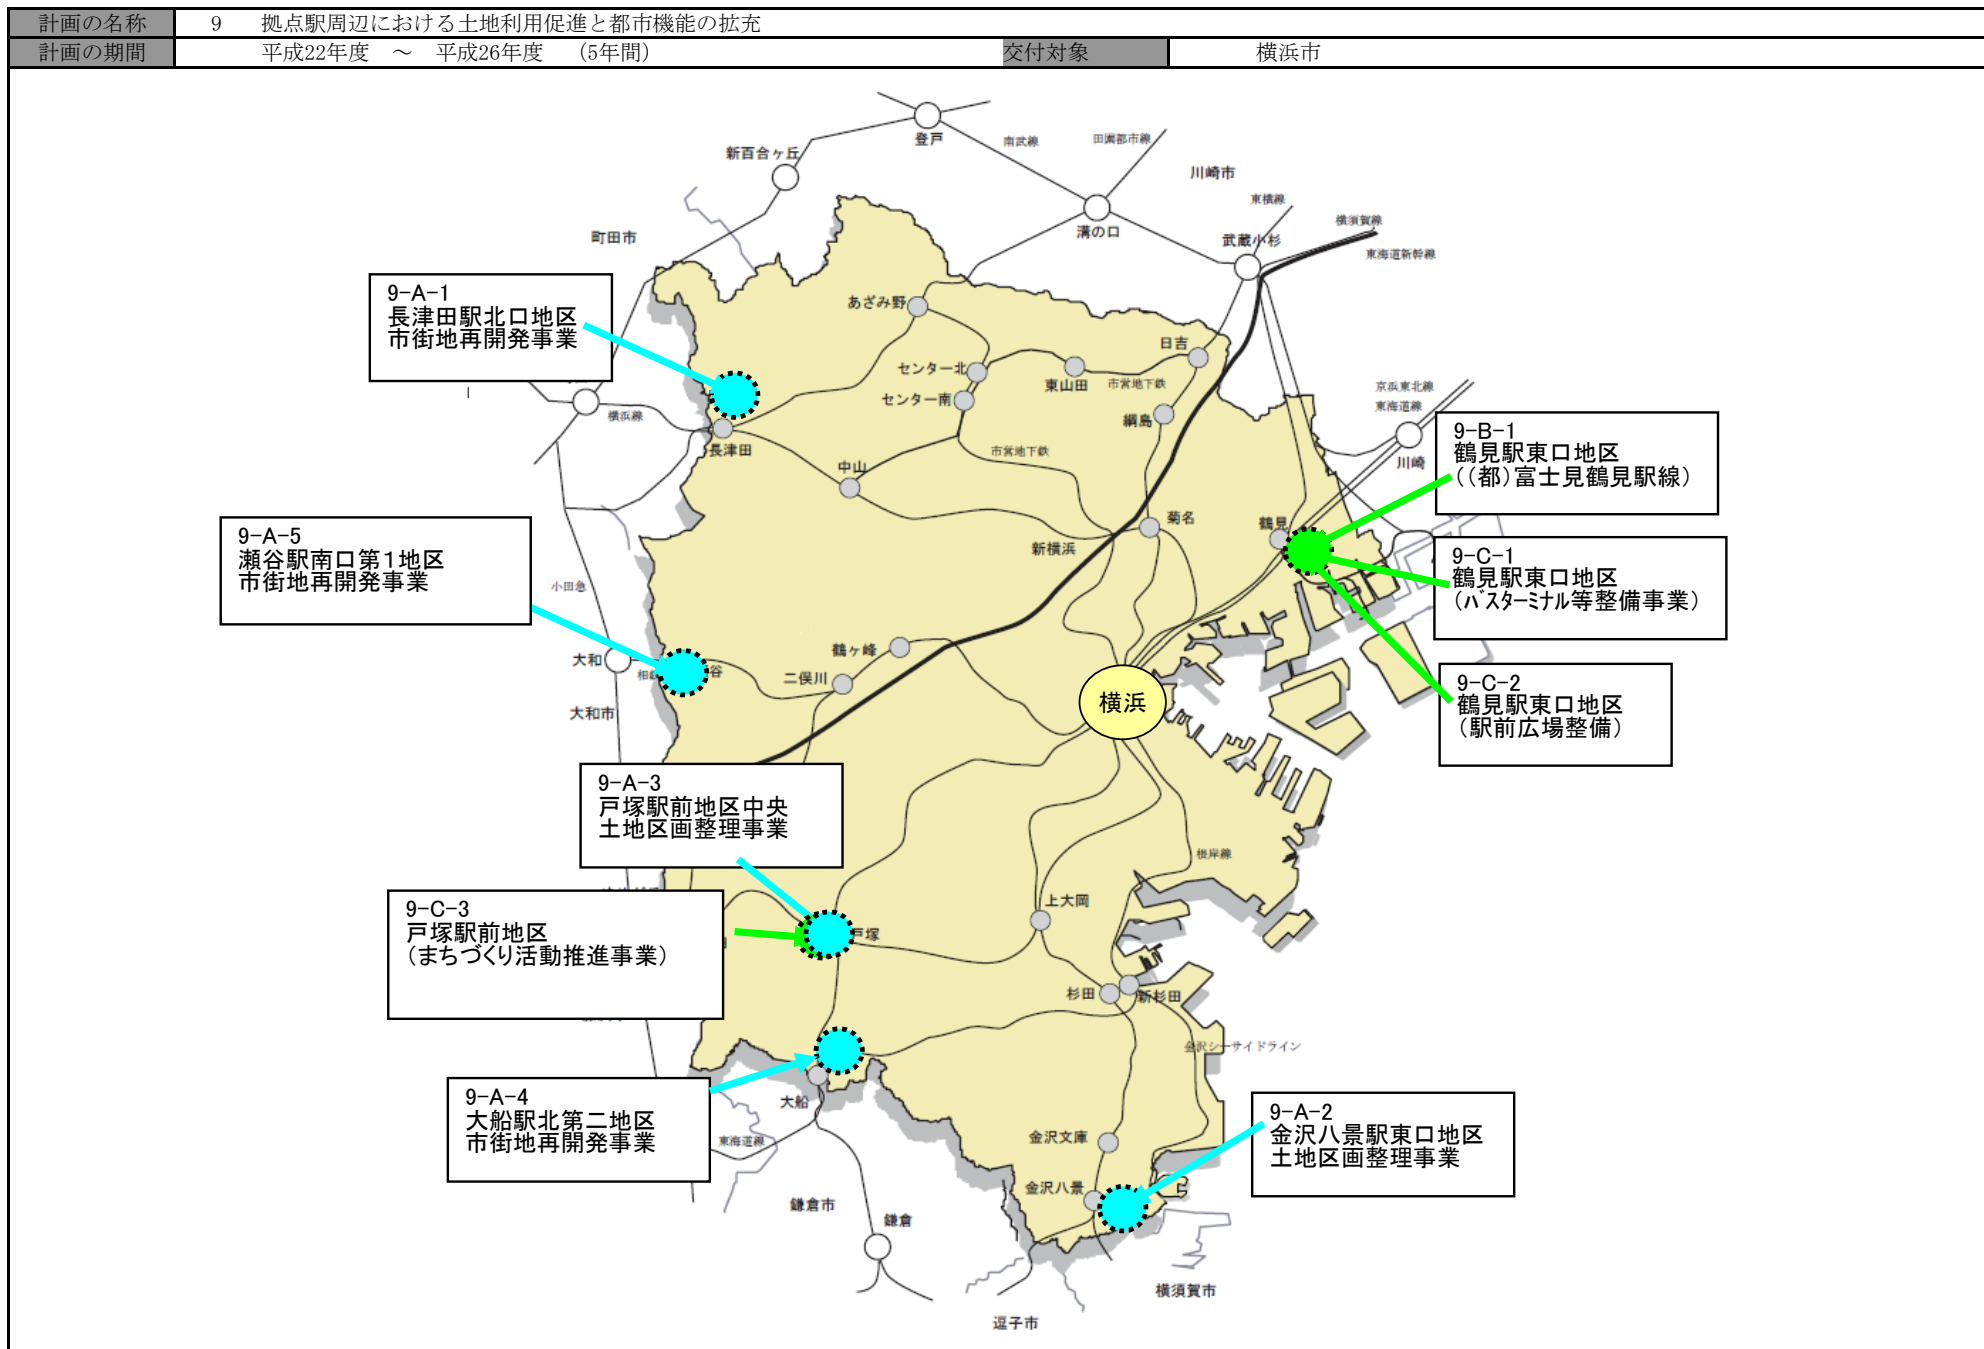 計画の名称 9 拠点駅周辺における土地利用促進と都市機能の拡充
計画の期間 平成22年度 ～ 平成26年度 (5年間) 交付対象 横浜市
登戸
南武線
田園都市線
新百合ヶ丘
川崎市
東横線
横須賀線
町田市
溝の口
武蔵小杉
東海道新幹線
9-A-1
長津田駅北口地区
市街地再開発事業
あざみ野
日吉
センター北
東山田
市営地下鉄
センター南
綱島
京浜東北線
東海道線
横浜線
長津田
中山
市営地下鉄
川崎
9-B-1
鶴見駅東口地区
((都)富士見鶴見駅線)
9-A-5
瀬谷駅南口第1地区
市街地再開発事業
菊名
鶴見
新横浜
9-C-1
鶴見駅東口地区
(バスターミナル等整備事業)
小田急
大和
相
谷
鶴ヶ峰
二俣川
大和市
横浜
9-C-2
鶴見駅東口地区
(駅前広場整備)
9-A-3
戸塚駅前地区中央
土地区画整理事業
根岸線
9-C-3
戸塚駅前地区
(まちづくり活動推進事業)
上大岡
戸塚
杉田
新杉田
金沢シーサイドライン
9-A-4
大船駅北第二地区
市街地再開発事業
大船
東海道線
9-A-2
金沢八景駅東口地区
土地区画整理事業
金沢文庫
金沢八景
鎌倉市
鎌倉
横須賀市
逗子市